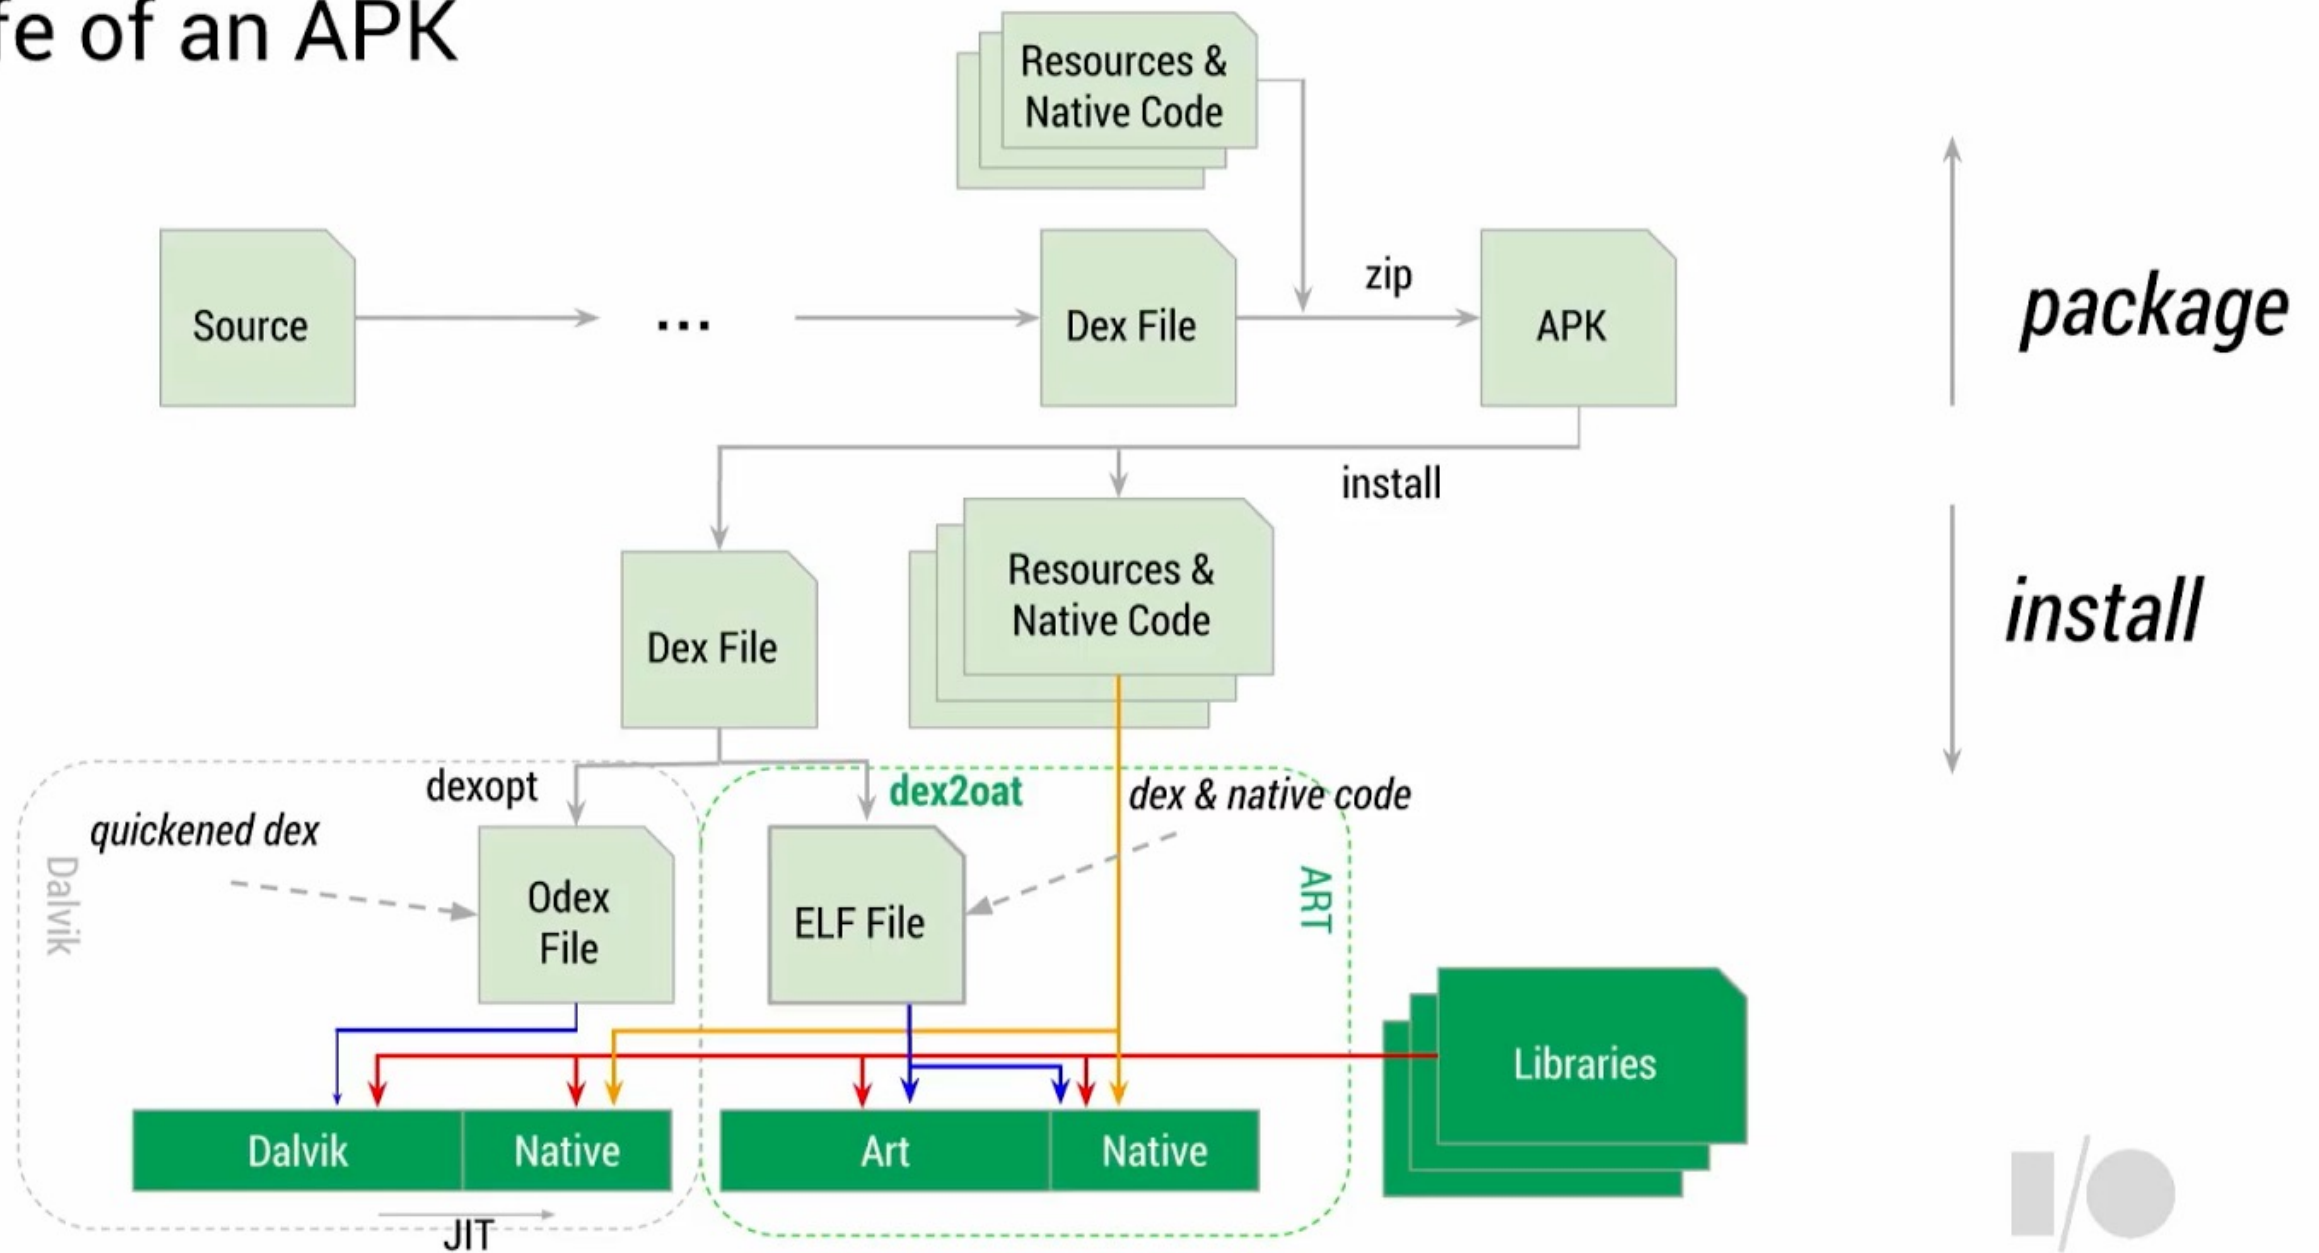 fe of an APK
Resources &
Native Code
Source
...
Dex File
zip
APK
package
install
Resources &
Native Code
install
Dex File
dexopt
dex2oat
dex & native code
quickened dex
Dalvik
Odex
File
ELF File
ART
Libraries
Dalvik
Native
Art
Native
JIT
I/O